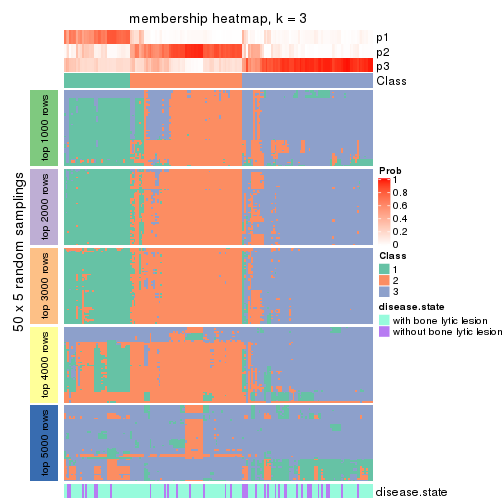 membership heatmap, k = 3
p1
p2
p3
Class
50 x 5 random samplings
top 1000 rows
top 2000 rows
top 3000 rows
top 4000 rows
top 5000 rows
Prob
1
0.8
0.6
0.4
0.2
0
Class
1
2
3
disease.state
with bone lytic lesion
without bone lytic lesion
disease.state